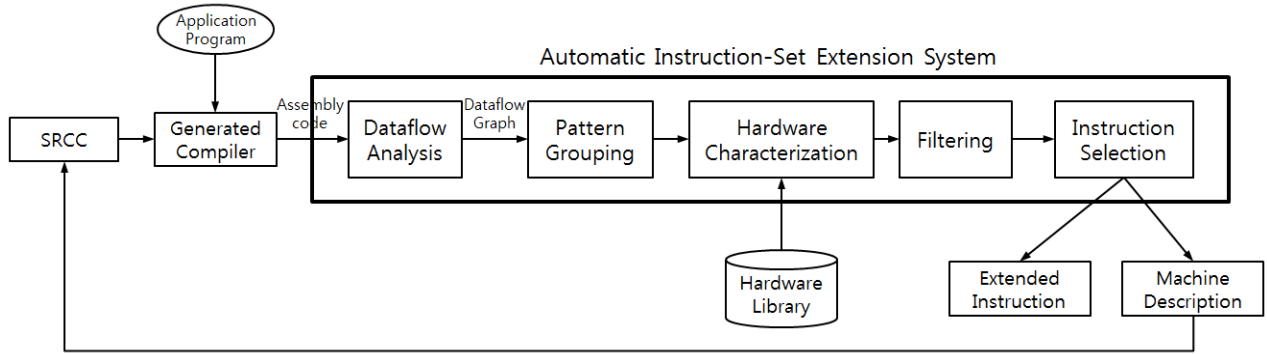 Application
Program
Automatic Instruction-Set Extension System
SRCC
Generated
Compiler
Assembly
code
Dataflow
Analysis
Dataflow
Graph
Pattern
Grouping
Hardware
Characterization
Filtering
Instruction
Selection
Hardware
Library
Extended
Instruction
Machine
Description